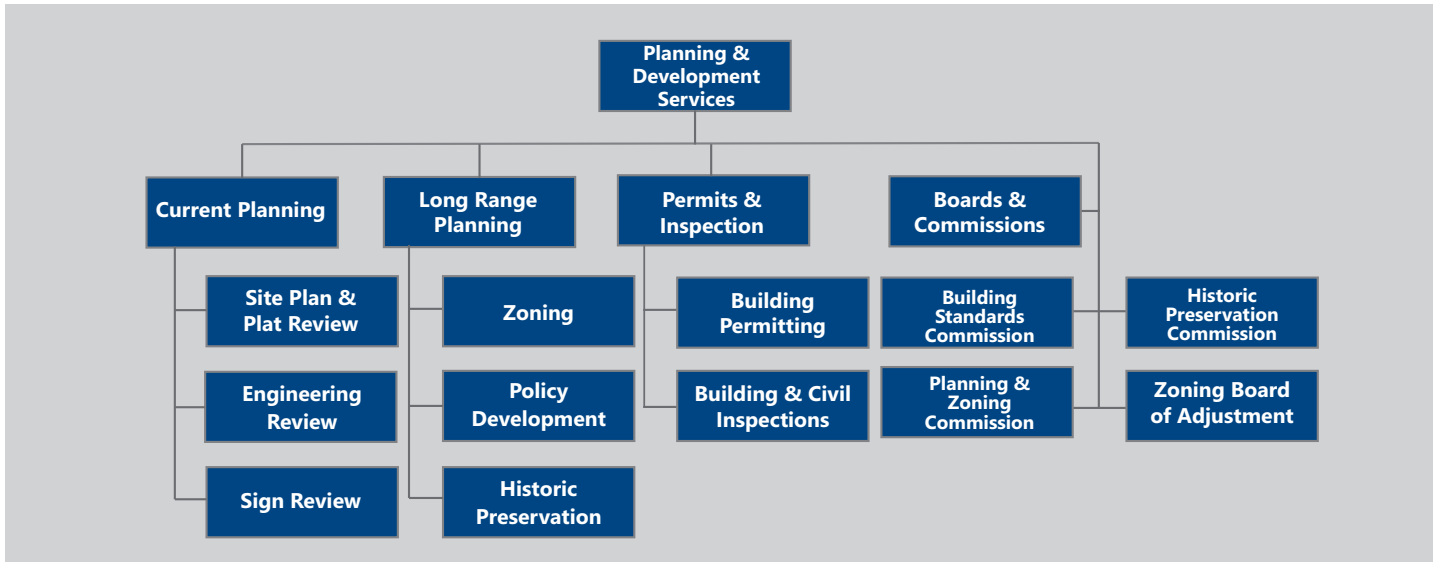 Planning &
Development
Services
Current Planning
Long Range
Planning
Permits &
Inspection
Boards &
Commissions
Site Plan &
Plat Review
Zoning
Building
Permitting
Building
Standards
Commission
Historic
Preservation
Commission
Engineering
Review
Policy
Development
Building & Civil
Inspections
Planning &
Zoning
Commission
Zoning Board
of Adjustment
Sign Review
Historic
Preservation